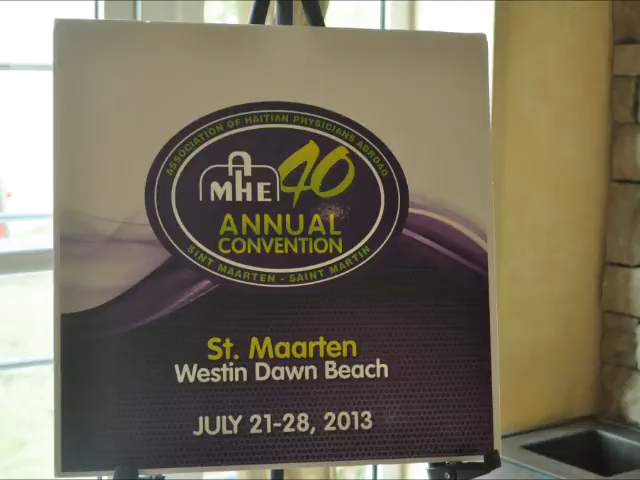 ASSOCIATION OF HAITIAN PHYSICIANS ABROAD
AMHE 40
ANNUAL
CONVENTION
SINT MAARTEN - SAINT MARTIN
St. Maarten
Westin Dawn Beach
JULY 21-28, 2013